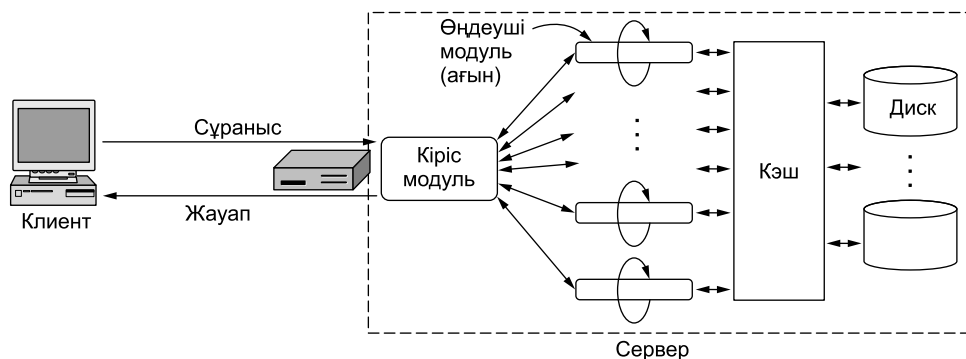 Өңдеуші
модуль
(ағын)
Сұраныс
Кіріс
модуль
Кэш
Диск
Жауап
Клиент
Сервер